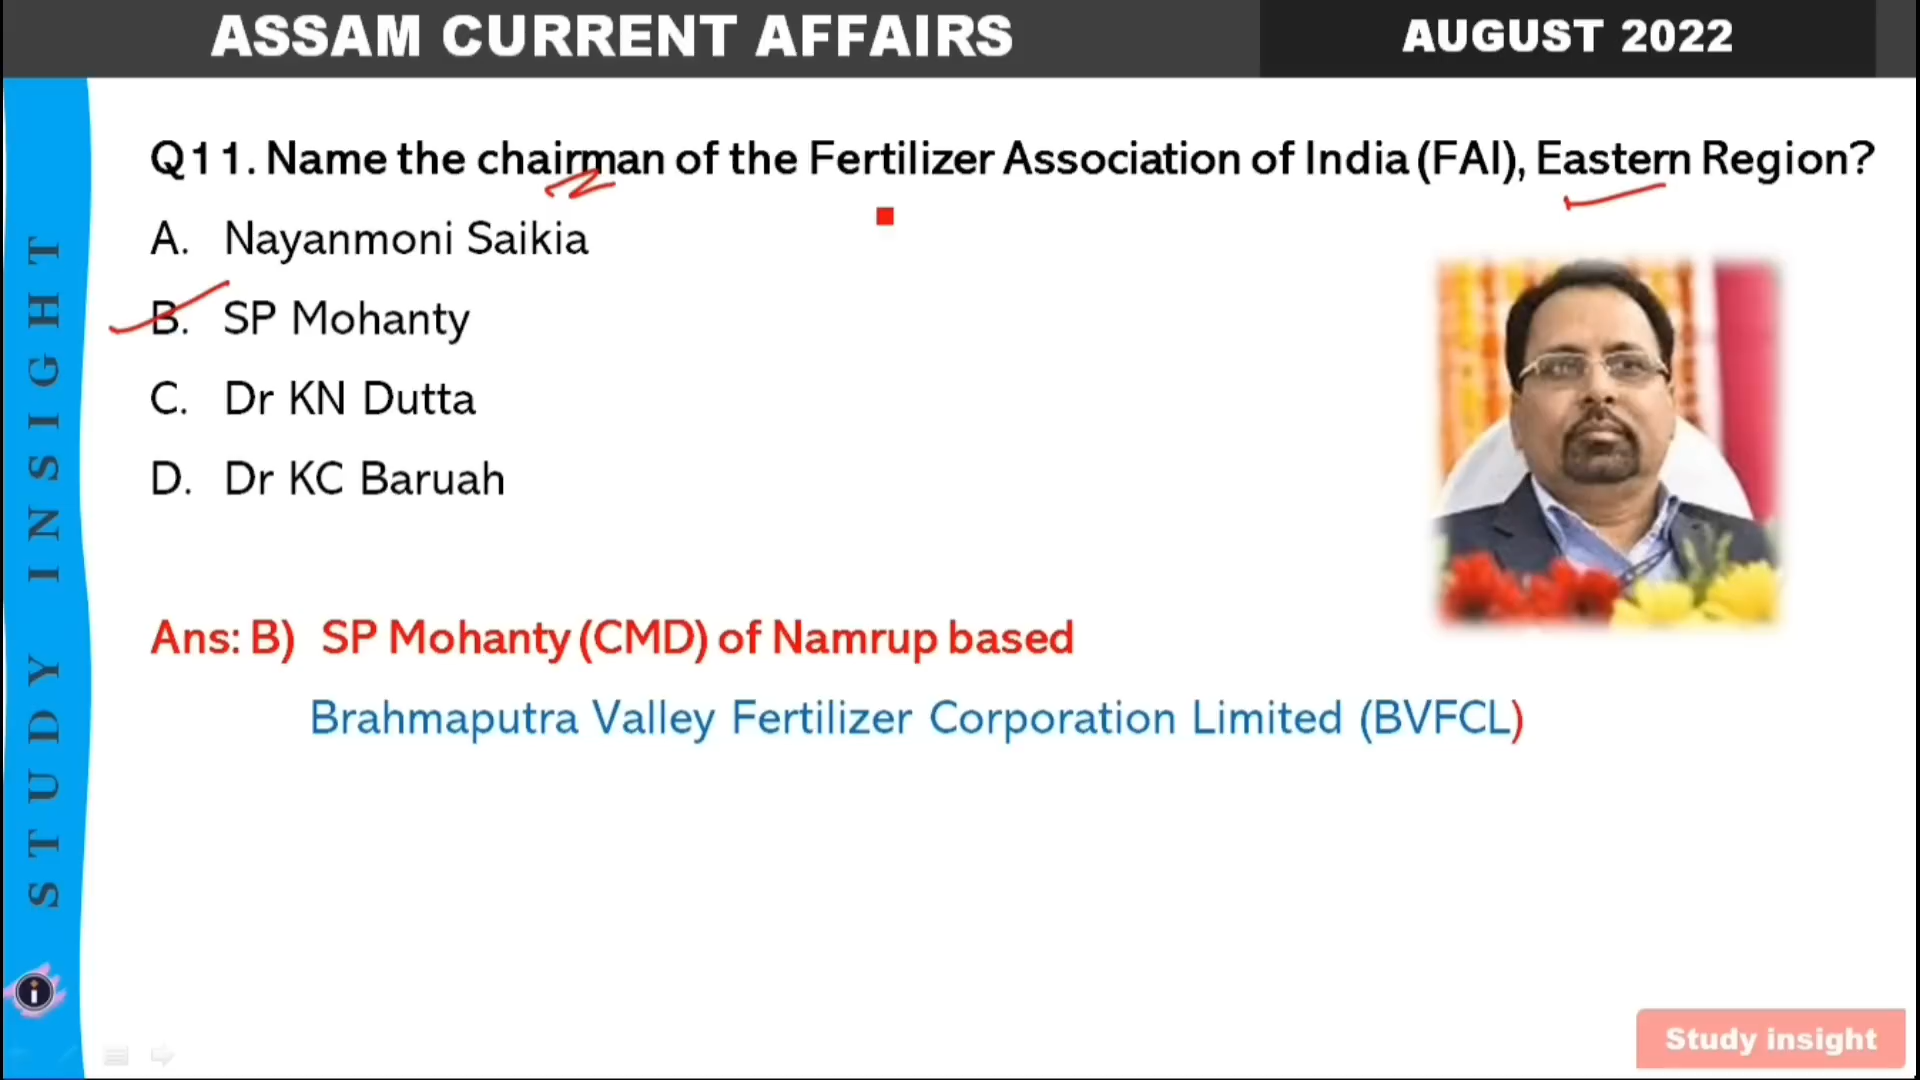 ASSAM CURRENT AFFAIRS
AUGUST 2022
Q11. Name the chairman of the Fertilizer Association of India (FAI), Eastern Region?
A. Nayanmoni Saikia
B. SP Mohanty
C. Dr KN Dutta
D. Dr KC Baruah
Ans: B) SP Mohanty (CMD) of Namrup based
Brahmaputra Valley Fertilizer Corporation Limited (BVFCL)
STUDY INSIGHT
i
Study insight